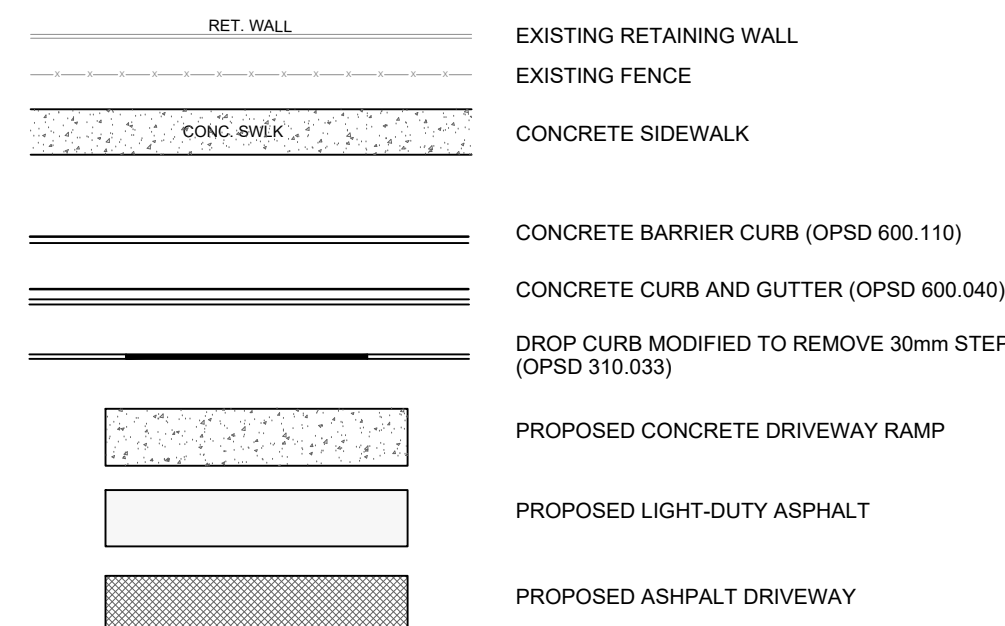 RET. WALL
EXISTING RETAINING WALL
x x x x x x x x x x x x x
EXISTING FENCE
CONC. SWLK
CONCRETE SIDEWALK
CONCRETE BARRIER CURB (OPSD 600.110)
CONCRETE CURB AND GUTTER (OPSD 600.040)
DROP CURB MODIFIED TO REMOVE 30mm STEP
(OPSD 310.033)
PROPOSED CONCRETE DRIVEWAY RAMP
PROPOSED LIGHT-DUTY ASPHALT
PROPOSED ASHPALT DRIVEWAY